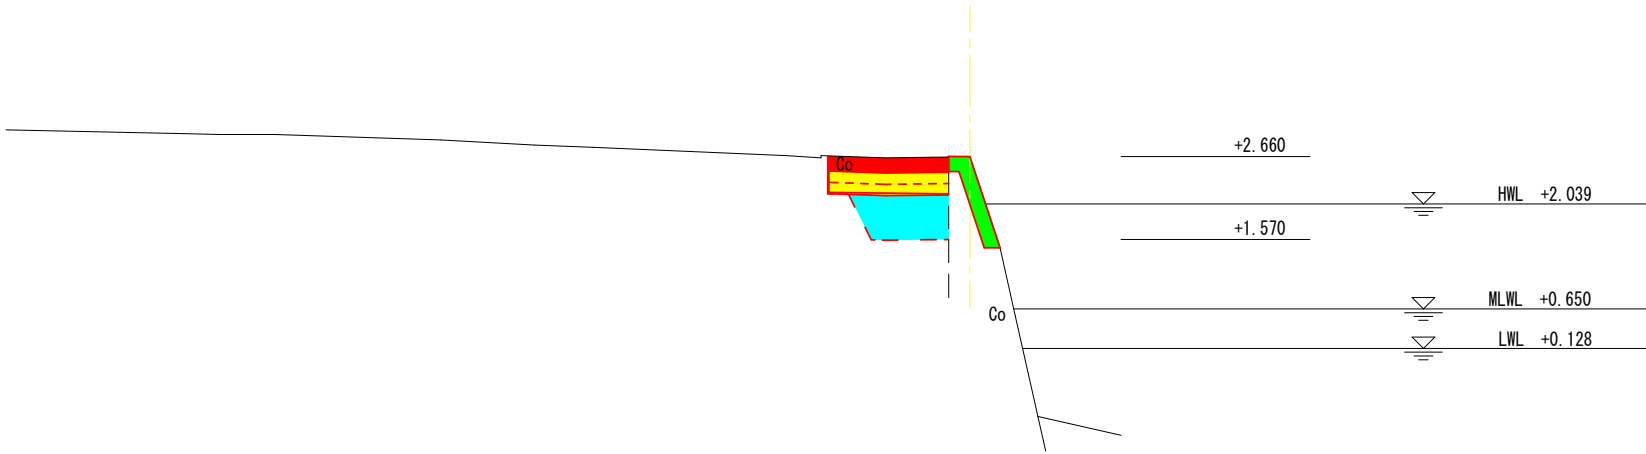 +2.660
Co
HWL +2.039
+1.570
MLWL +0.650
Co
LWL +0.128